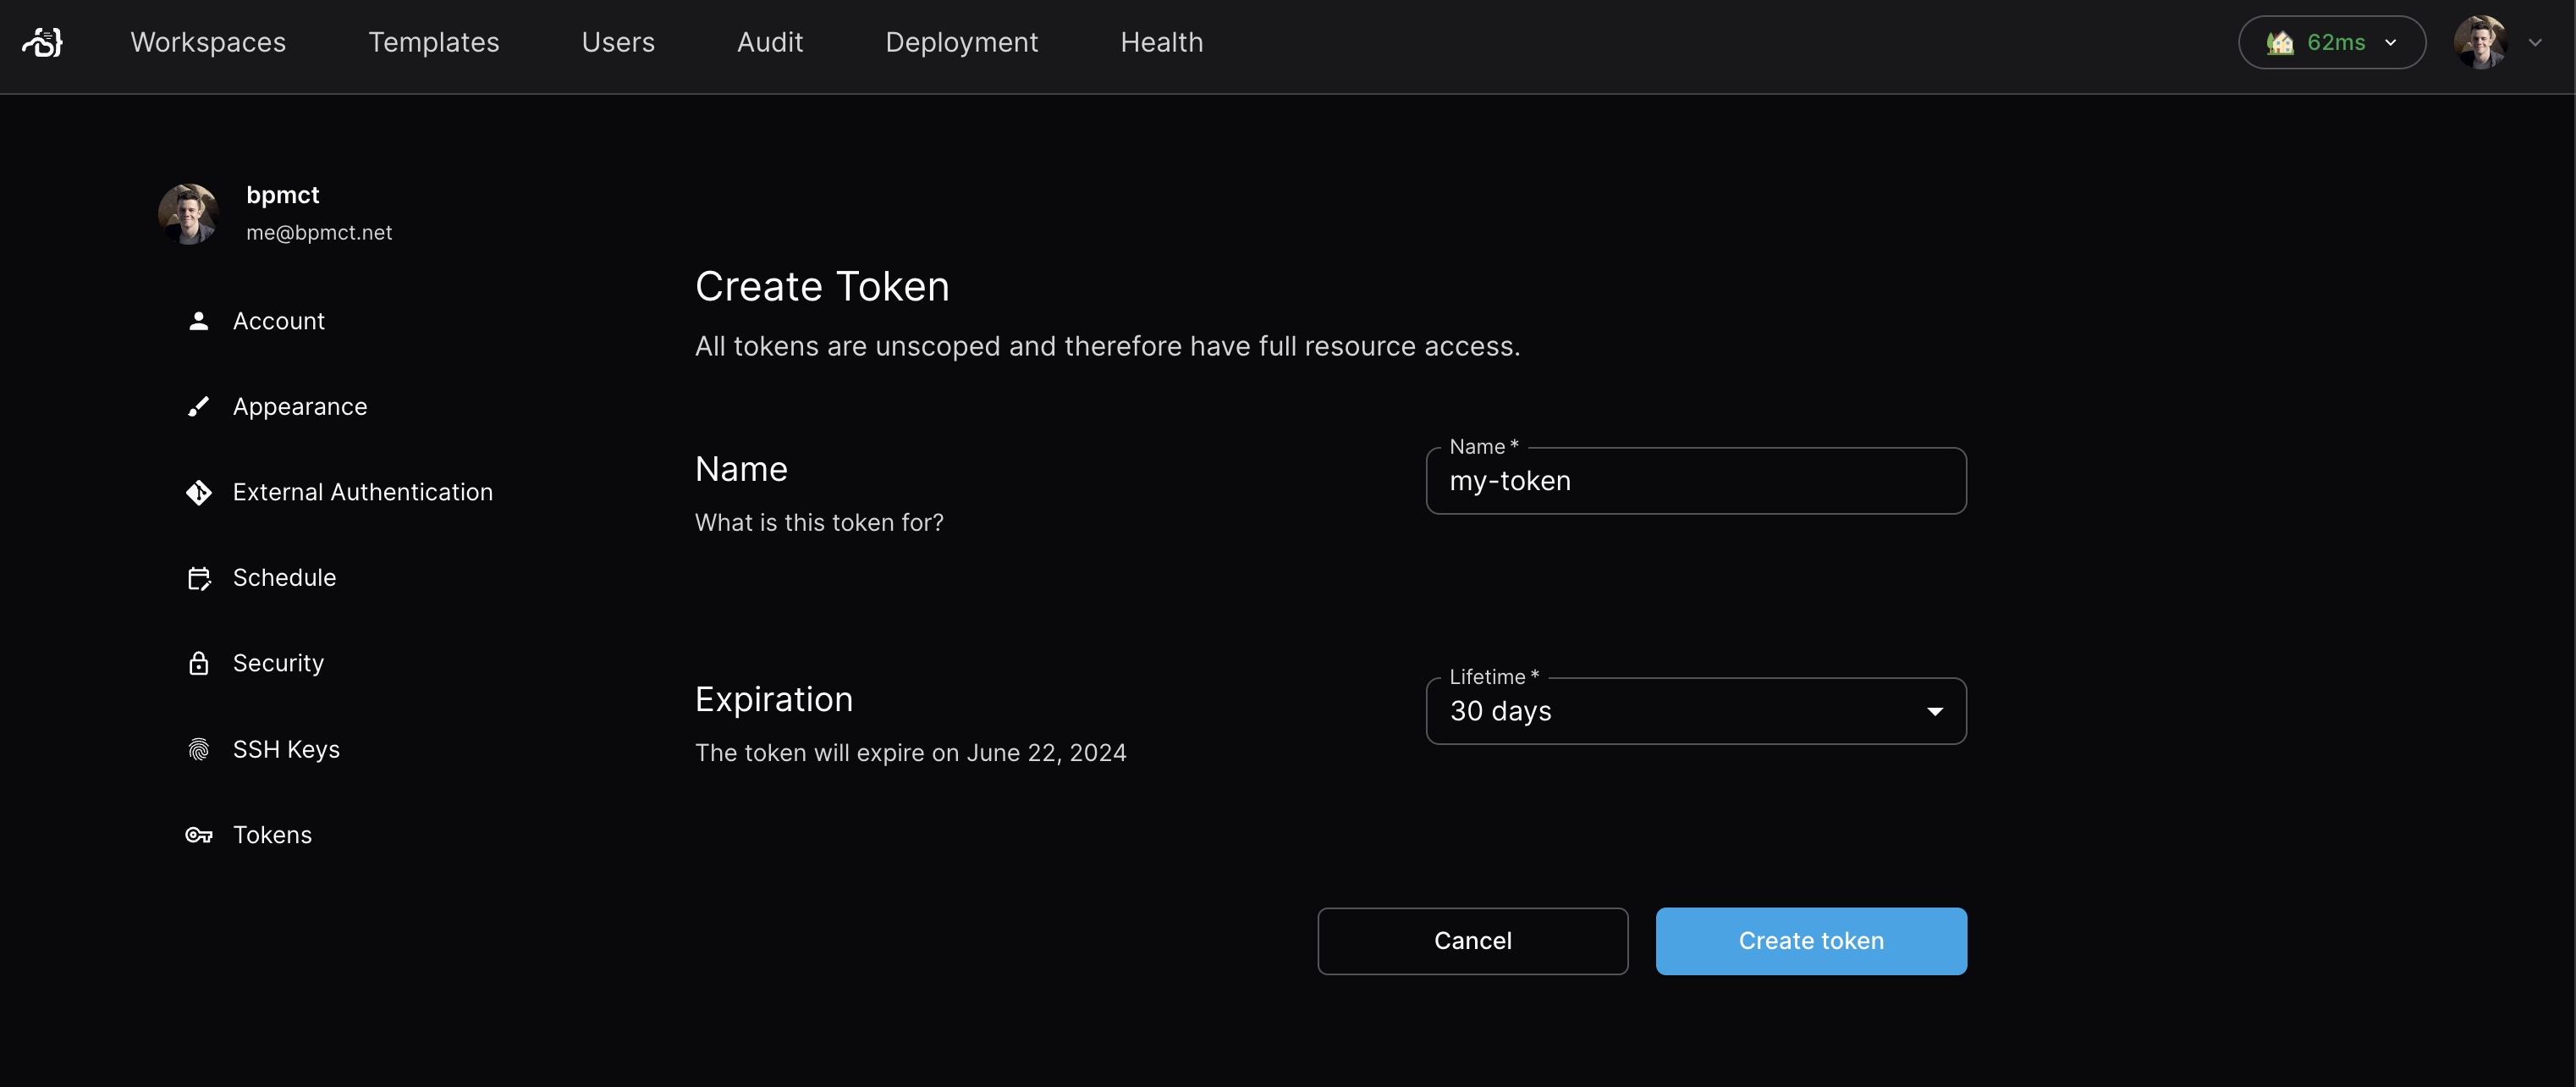 Workspaces
Templates
Users
Audit
Deployment
Health
62ms
bpmct
me@bpmct.net
Account
Appearance
External Authentication
Schedule
Security
SSH Keys
Tokens
Create Token
All tokens are unscoped and therefore have full resource access.
Name
What is this token for?
Name *
my-token
Expiration
The token will expire on June 22, 2024
Lifetime *
30 days
Cancel
Create token